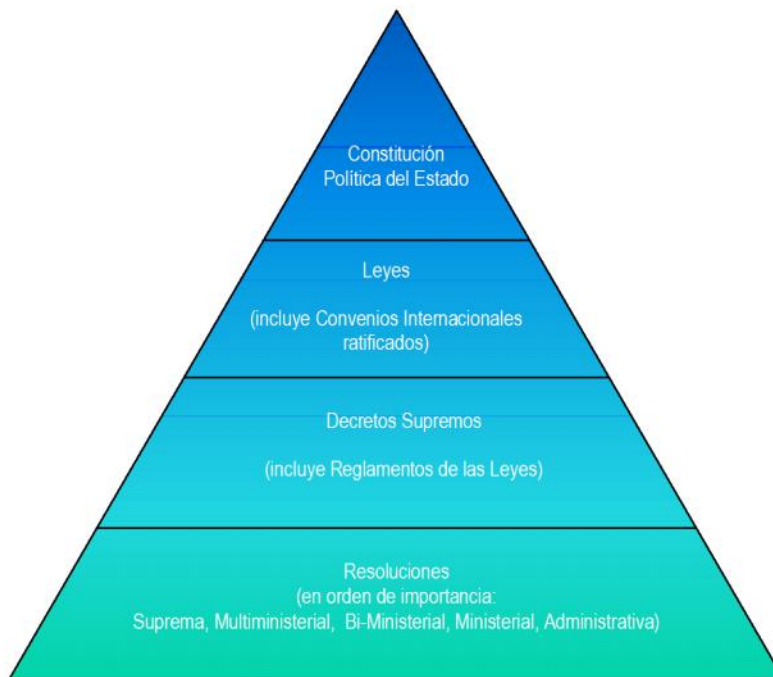 Constitución
Política del Estado
Leyes
(incluye Convenios Internacionales
ratificados)
Decretos Supremos
(incluye Reglamentos de las Leyes)
Resoluciones
(en orden de importancia:
Suprema, Multiministerial, Bi-Ministerial, Ministerial, Administrativa)